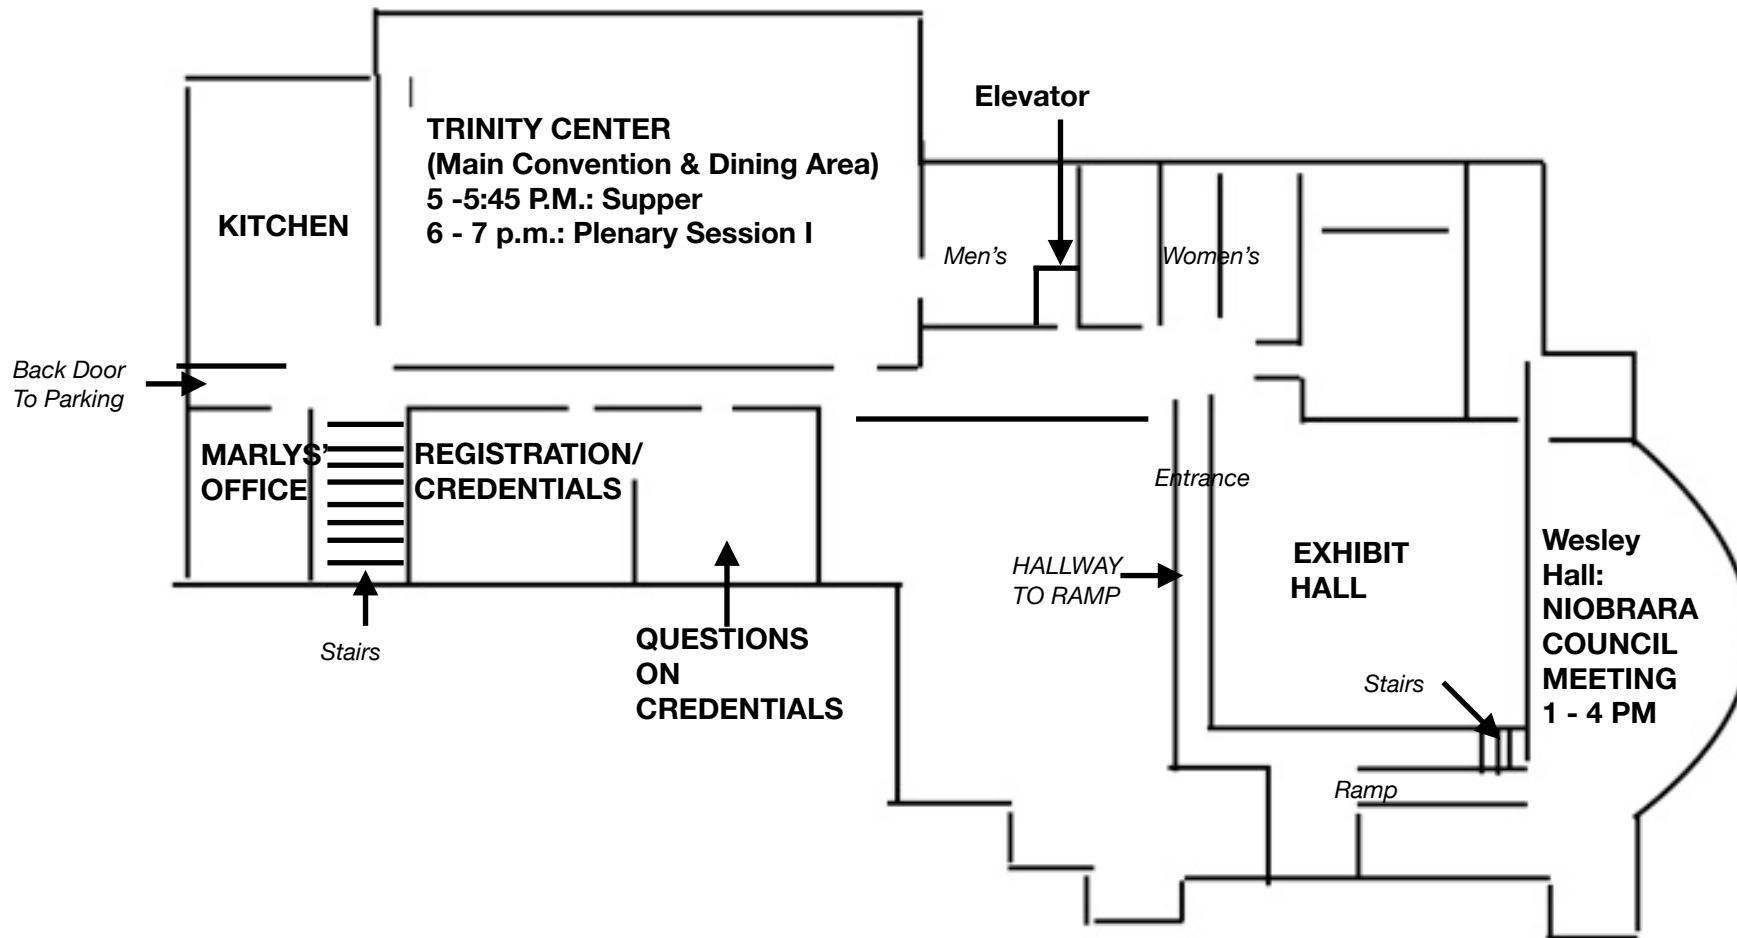 Elevator
TRINITY CENTER
(Main Convention & Dining Area)
5 -5:45 P.M.: Supper
6 - 7 p.m.: Plenary Session I
KITCHEN
Men's
Women's
Back Door
To Parking
MARLYS'
OFFICE
REGISTRATION/
CREDENTIALS
Entrance
EXHIBIT
HALL
HALLWAY
TO RAMP
Wesley
Hall:
NIOBRARA
COUNCIL
MEETING
1 - 4 PM
Stairs
QUESTIONS
ON
CREDENTIALS
Stairs
Ramp